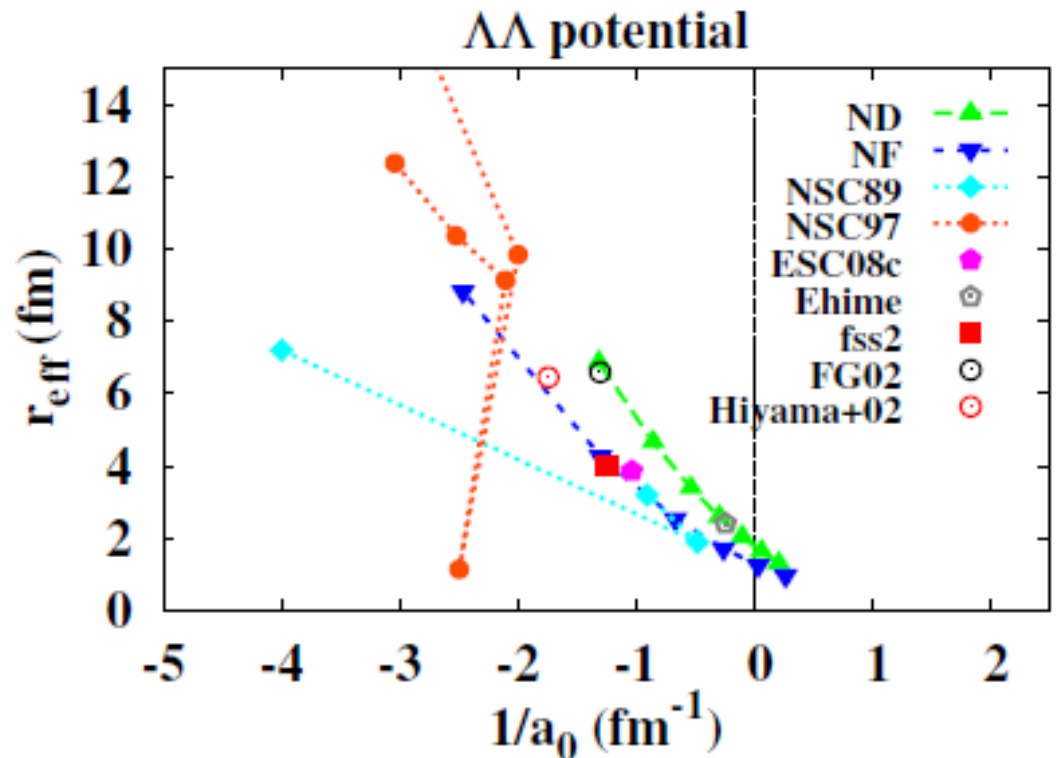 ΛΛ potential
r_eff (fm)
14
12
10
8
6
4
2
0
ND
NF
NSC89
NSC97
ESC08c
Ehime
fss2
FG02
Hiyama+02
-5 -4 -3 -2 -1 0 1 2
1/a_0 (fm^-1)